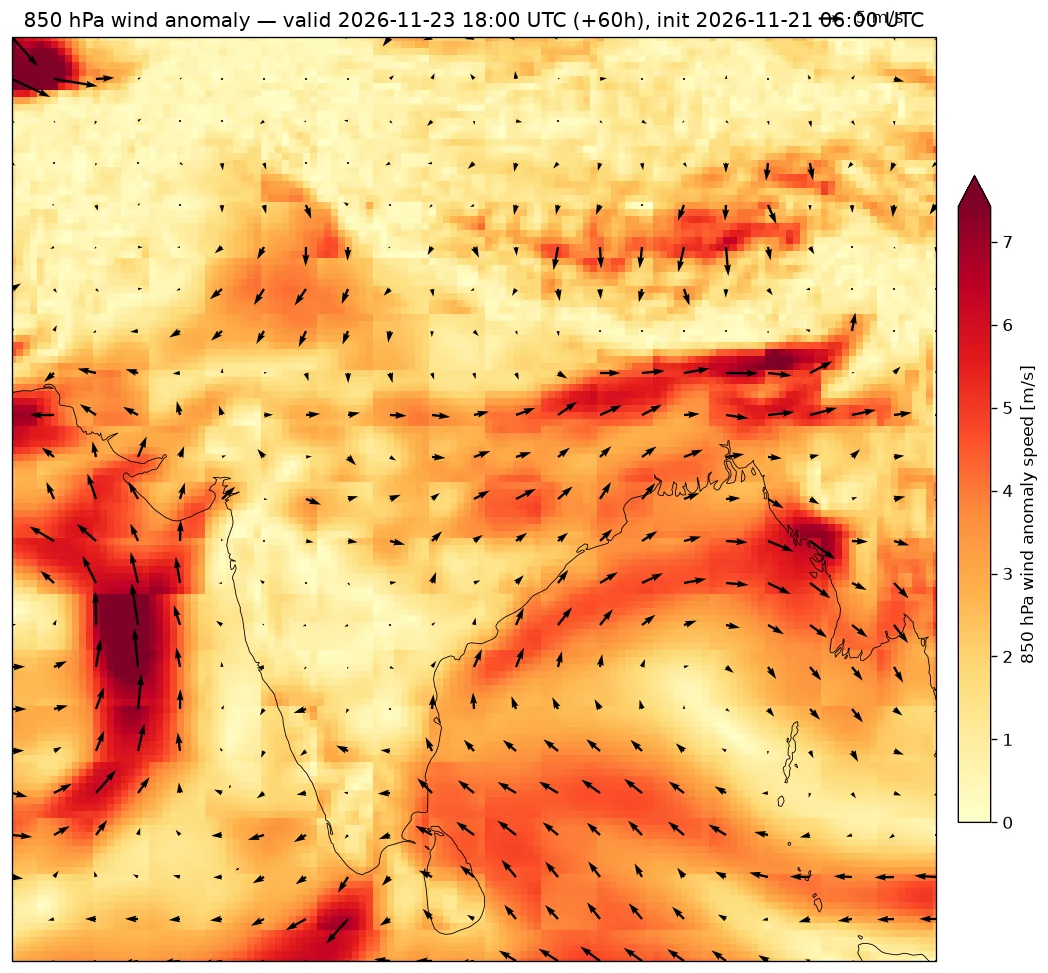 850 hPa wind anomaly — valid 2026-11-23 18:00 UTC (+60h), init 2026-11-21 06:00 UTC
5 m/s
7
6
5
4
3
2
1
0
850 hPa wind anomaly speed [m/s]